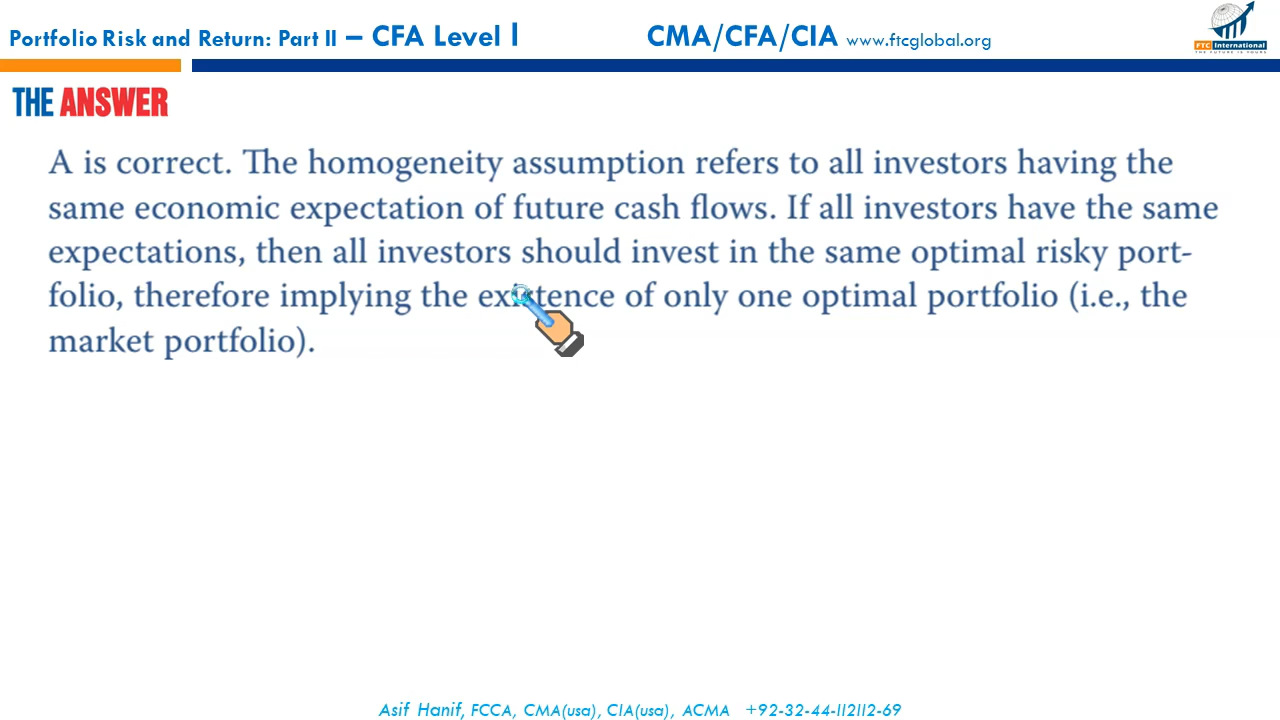 Portfolio Risk and Return: Part II – CFA Level I CMA/CFA/CIA www.ftcglobal.org
FTC International
THE FUTURE IS YOURS
THE ANSWER
A is correct. The homogeneity assumption refers to all investors having the
same economic expectation of future cash flows. If all investors have the same
expectations, then all investors should invest in the same optimal risky port-
folio, therefore implying the existence of only one optimal portfolio (i.e., the
market portfolio).
Asif Hanif, FCCA, CMA(usa), CIA(usa), ACMA +92-32-44-112112-69